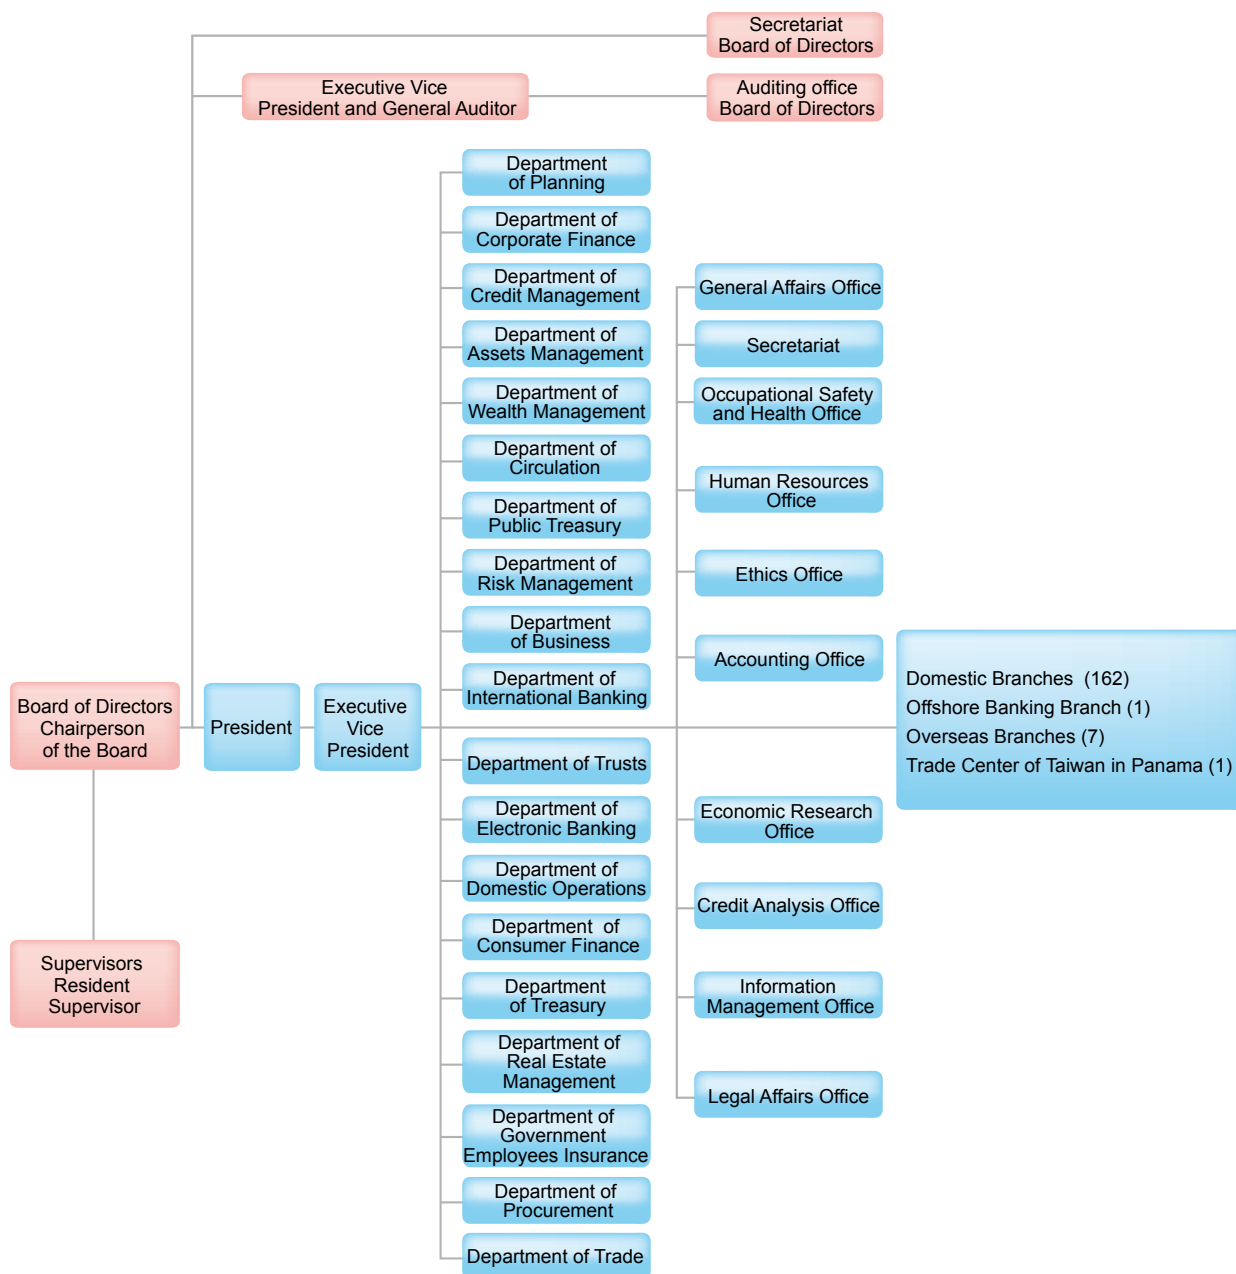 Secretariat
Board of Directors
Executive Vice
President and General Auditor
Auditing office
Board of Directors
Department
of Planning
Department of
Corporate Finance
Department of
Credit Management
Department of
Assets Management
Department of
Wealth Management
Department of
Circulation
Department of
Public Treasury
Department of
Risk Management
Department
of Business
Department of
International Banking
Department of Trusts
Department of
Electronic Banking
Department of
Domestic Operations
Department of
Consumer Finance
Department
of Treasury
Department of
Real Estate
Management
Department of
Government
Employees Insurance
Department of
Procurement
Department of Trade
General Affairs Office
Secretariat
Occupational Safety
and Health Office
Human Resources
Office
Ethics Office
Accounting Office
Economic Research
Office
Credit Analysis Office
Information
Management Office
Legal Affairs Office
Board of Directors
Chairperson
of the Board
President
Executive
Vice
President
Domestic Branches (162)
Offshore Banking Branch (1)
Overseas Branches (7)
Trade Center of Taiwan in Panama (1)
Supervisors
Resident
Supervisor